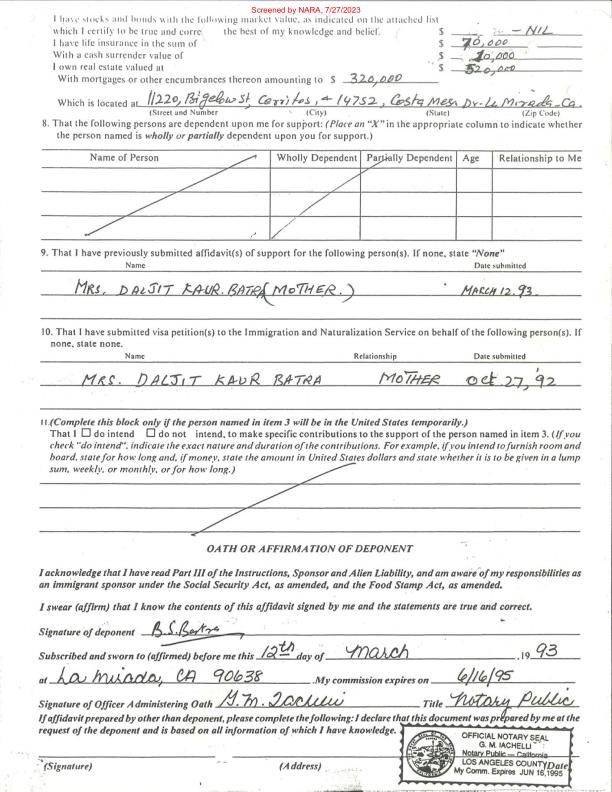 Screened by NARA, 7/27/2023
I have stocks and bonds with the following market value, as indicated on the attached list
which I certify to be true and corre the best of my knowledge and belief. $ - NIL
I have life insurance in the sum of $ 70,000
With a cash surrender value of $ 10,000
I own real estate valued at $ 520,000
With mortgages or other encumbrances thereon amounting to $ 320,000
Which is located at 11220, Bigelow St, Cerritos, & 14752, Costa Mesa Dr. La Mirada - Ca.
(Street and Number (City) (State) (Zip Code)
8. That the following persons are dependent upon me for support: (Place an "X" in the appropriate column to indicate whether
the person named is wholly or partially dependent upon you for support.)
Name of Person Wholly Dependent Partially Dependent Age Relationship to Me
9. That I have previously submitted affidavit(s) of support for the following person(s). If none, state "None"
Name Date submitted
MRS. DALJIT KAUR. BATRA (MOTHER.) MARCH 12. 93.
10. That I have submitted visa petition(s) to the Immigration and Naturalization Service on behalf of the following person(s). If
none, state none.
Name Relationship Date submitted
MRS. DALJIT KAUR BATRA MOTHER Oct 27, '92
11.(Complete this block only if the person named in item 3 will be in the United States temporarily.)
That I ☐ do intend ☐ do not intend, to make specific contributions to the support of the person named in item 3. (If you
check "do intend", indicate the exact nature and duration of the contributions. For example, if you intend to furnish room and
board, state for how long and, if money, state the amount in United States dollars and state whether it is to be given in a lump
sum, weekly, or monthly, or for how long.)
OATH OR AFFIRMATION OF DEPONENT
I acknowledge that I have read Part III of the Instructions, Sponsor and Alien Liability, and am aware of my responsibilities as
an immigrant sponsor under the Social Security Act, as amended, and the Food Stamp Act, as amended.
I swear (affirm) that I know the contents of this affidavit signed by me and the statements are true and correct.
Signature of deponent B.S. Batra
Subscribed and sworn to (affirmed) before me this 12th day of March , 19 93
at La Mirada, CA 90638 . My commission expires on 6/16/95
Signature of Officer Administering Oath G.M. Iachelli Title Notary Public
If affidavit prepared by other than deponent, please complete the following: I declare that this document was prepared by me at the
request of the deponent and is based on all information of which I have knowledge.
OFFICIAL NOTARY SEAL
G. M. IACHELLI
Notary Public — California
LOS ANGELES COUNTY
My Comm. Expires JUN 16,1995
(Signature) (Address) (Date)